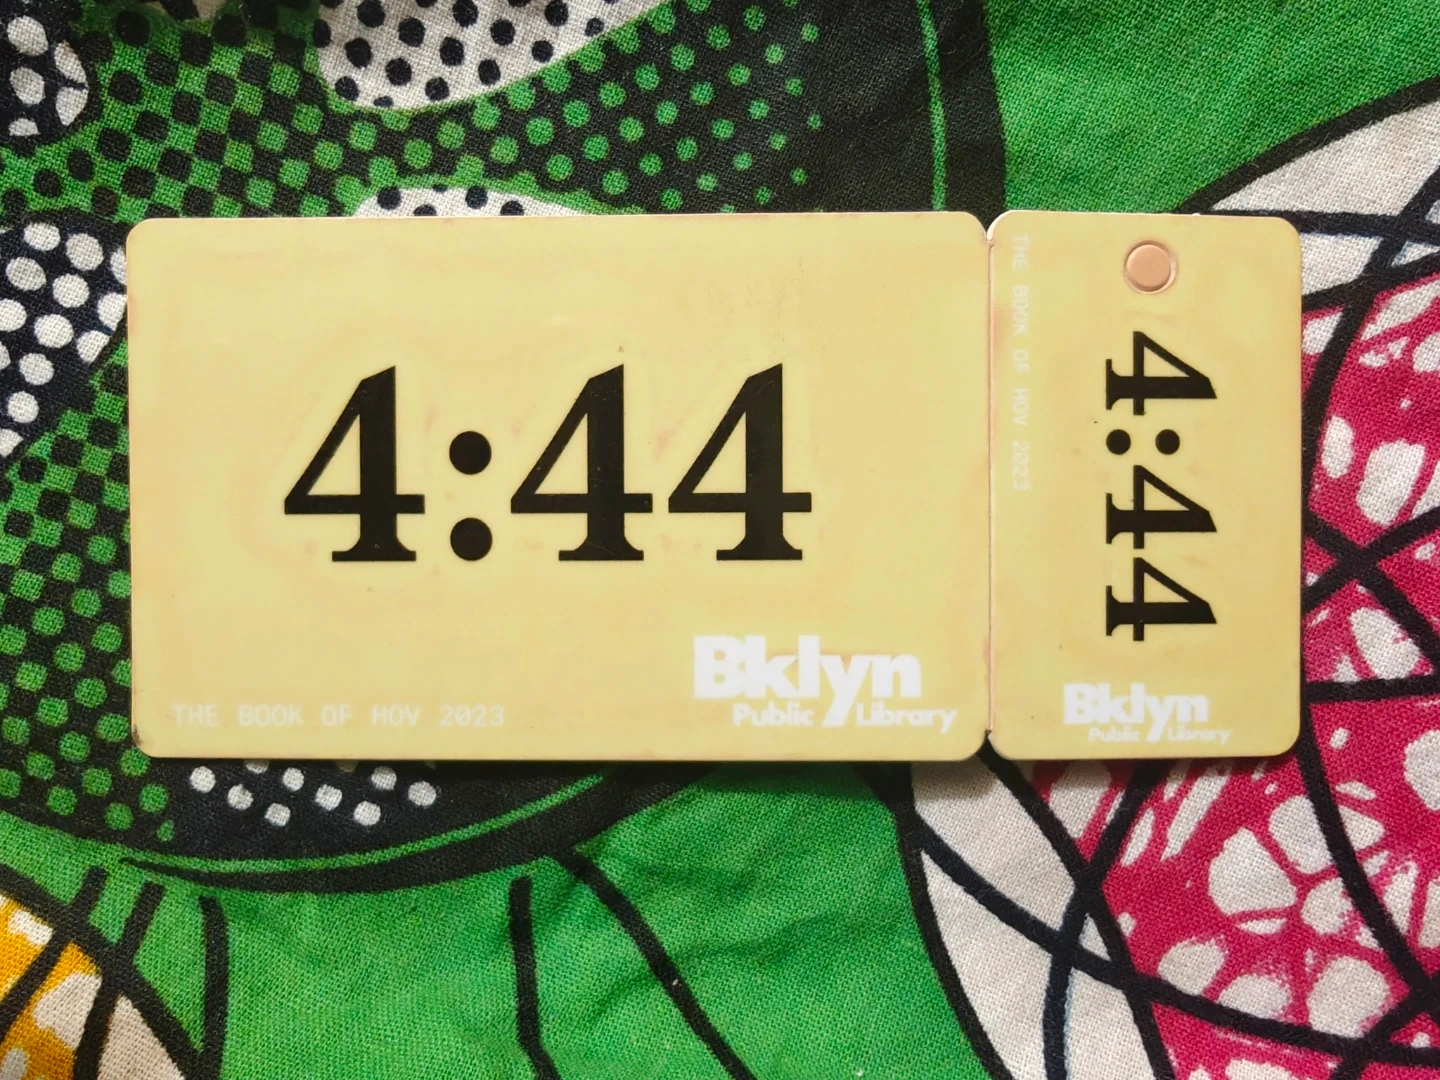 4:44
Bklyn
Public Library
THE BOOK OF HOV 2023
THE BOOK OF HOV 2023
4:44
Bklyn
Public Library